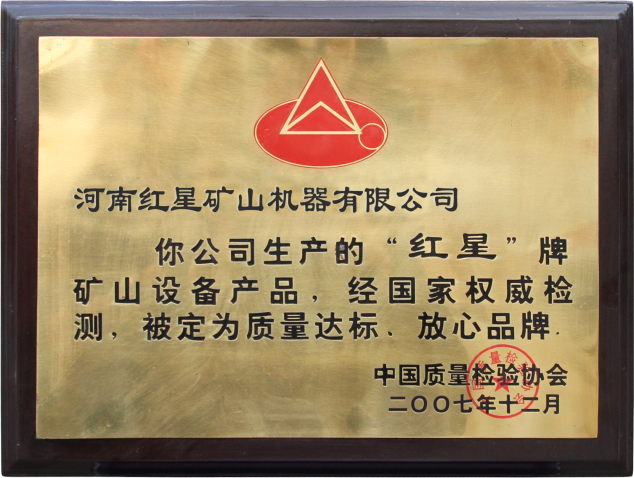 河南红星矿山机器有限公司
你公司生产的“红星”牌
矿山设备产品，经国家权威检
测，被定为质量达标、放心品牌.
中国质量检验协会
二〇〇七年十二月